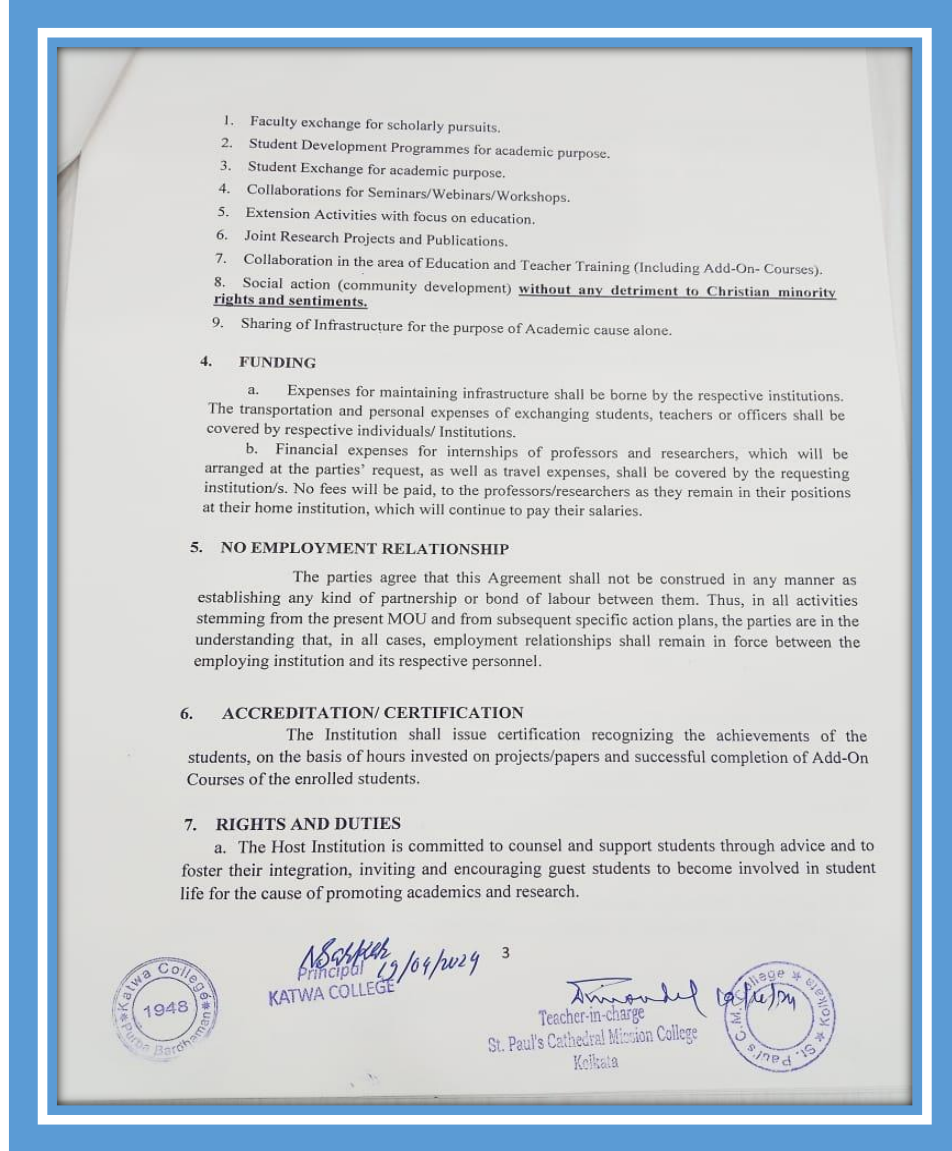 1. Faculty exchange for scholarly pursuits.
2. Student Development Programmes for academic purpose.
3. Student Exchange for academic purpose.
4. Collaborations for Seminars/Webinars/Workshops.
5. Extension Activities with focus on education.
6. Joint Research Projects and Publications.
7. Collaboration in the area of Education and Teacher Training (Including Add-On- Courses).
8. Social action (community development) without any detriment to Christian minority
rights and sentiments.
9. Sharing of Infrastructure for the purpose of Academic cause alone.
4. FUNDING
a. Expenses for maintaining infrastructure shall be borne by the respective institutions.
The transportation and personal expenses of exchanging students, teachers or officers shall be
covered by respective individuals/ Institutions.
b. Financial expenses for internships of professors and researchers, which will be
arranged at the parties' request, as well as travel expenses, shall be covered by the requesting
institution/s. No fees will be paid, to the professors/researchers as they remain in their positions
at their home institution, which will continue to pay their salaries.
5. NO EMPLOYMENT RELATIONSHIP
The parties agree that this Agreement shall not be construed in any manner as
establishing any kind of partnership or bond of labour between them. Thus, in all activities
stemming from the present MOU and from subsequent specific action plans, the parties are in the
understanding that, in all cases, employment relationships shall remain in force between the
employing institution and its respective personnel.
6. ACCREDITATION/ CERTIFICATION
The Institution shall issue certification recognizing the achievements of the
students, on the basis of hours invested on projects/papers and successful completion of Add-On
Courses of the enrolled students.
7. RIGHTS AND DUTIES
a. The Host Institution is committed to counsel and support students through advice and to
foster their integration, inviting and encouraging guest students to become involved in student
life for the cause of promoting academics and research.
3
19/04/2024
Principal
KATWA COLLEGE
Katwa College
1948
Purba Bardhaman
Teacher-in-charge
St. Paul's Cathedral Mission College
Kolkata
St. Paul's C.M. College * Kolkata *